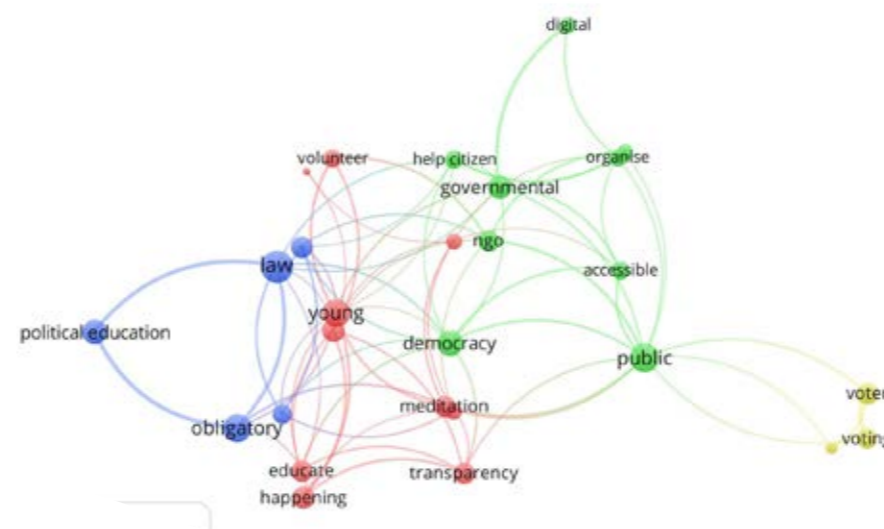 digital
volunteer
help citizen
organise
governmental
ngo
law
accessible
young
political education
democracy
public
voter
meditation
obligatory
voting
educate
transparency
happening